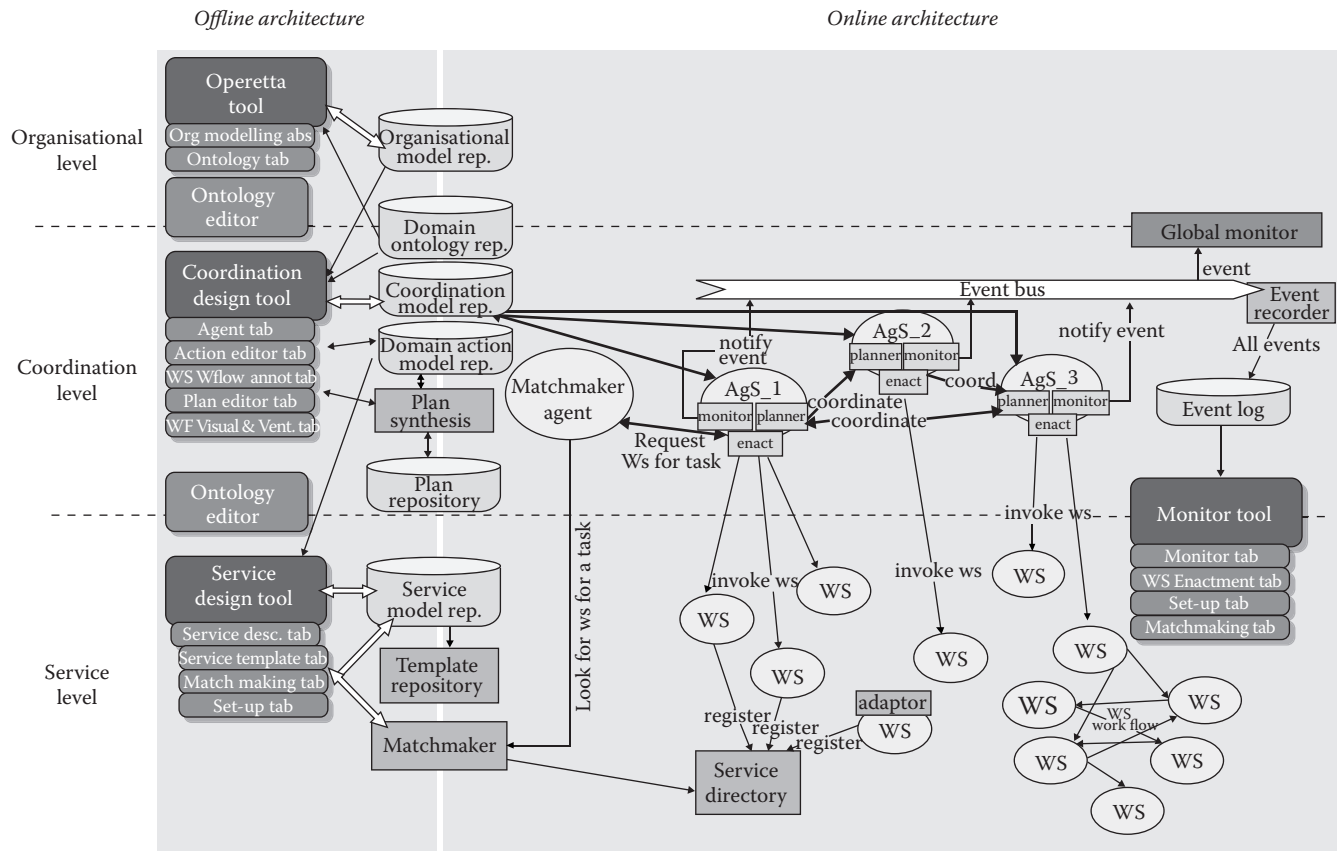 Offline architecture
Online architecture
Organisational
level
Operetta
tool
Org modelling abs
Ontology tab
Ontology
editor
Organisational
model rep.
Domain
ontology rep.
Global monitor
Coordination
level
Coordination
design tool
Agent tab
Action editor tab
WS Wflow annot tab
Plan editor tab
WF Visual & Vent. tab
Ontology
editor
Coordination
model rep.
Domain action
model rep.
Plan
synthesis
Plan
repository
Matchmaker
agent
Request
Ws for task
Look for ws for a task
Event bus
event
Event
recorder
All events
Event log
notify
event
notify event
AgS_1
monitor
planner
enact
AgS_2
planner
monitor
enact
AgS_3
planner
monitor
enact
coord
coordinate
coordinate
invoke ws
invoke ws
invoke ws
Monitor tool
Monitor tab
WS Enactment tab
Set-up tab
Matchmaking tab
Service
level
Service
design tool
Service desc. tab
Service template tab
Match making tab
Set-up tab
Service
model rep.
Template
repository
Matchmaker
WS
WS
WS
WS
WS
adaptor
WS
register
register
register
Service
directory
WS
WS
WS
WS
WS
WS
WS
work flow
WS